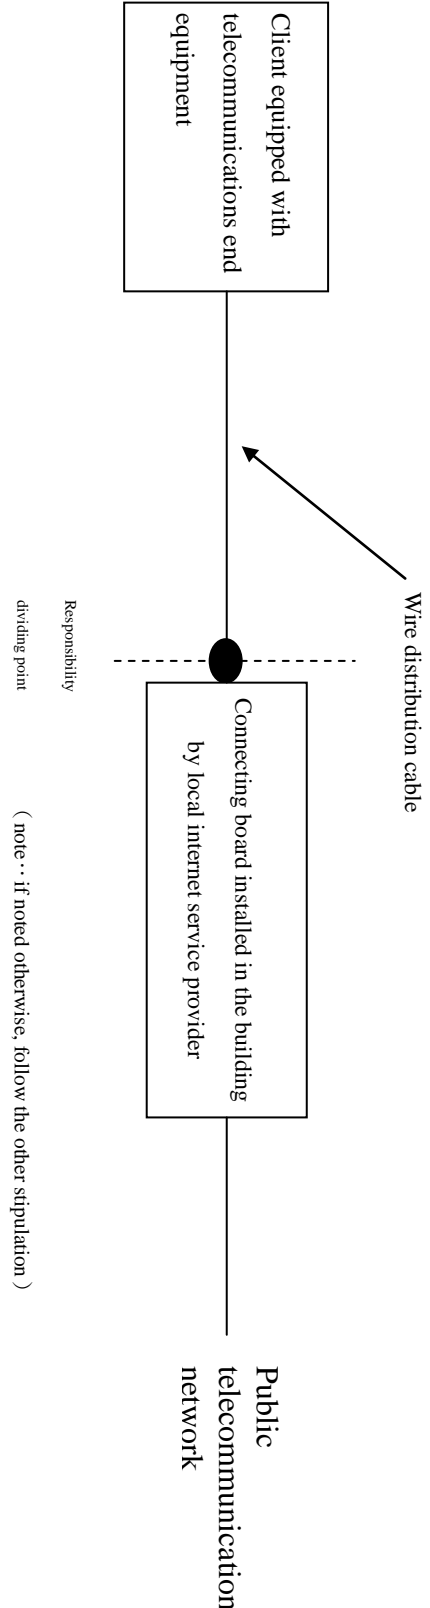 Wire distribution cable
Client equipped with
telecommunications end
equipment
Connecting board installed in the building
by local internet service provider
Public
telecommunication
network
Responsibility
dividing point
（note：if noted otherwise, follow the other stipulation）